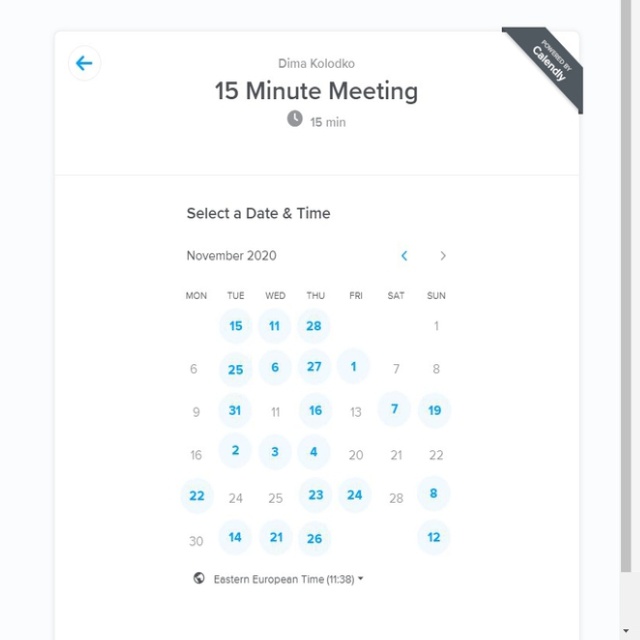 POWERED BY
Calendly
Dima Kolodko
15 Minute Meeting
15 min
Select a Date & Time
November 2020
MON TUE WED THU FRI SAT SUN
15 11 28 1
6 25 6 27 1 7 8
9 31 11 16 13 7 19
16 2 3 4 20 21 22
22 24 25 23 24 28 8
30 14 21 26 12
Eastern European Time (11:38)